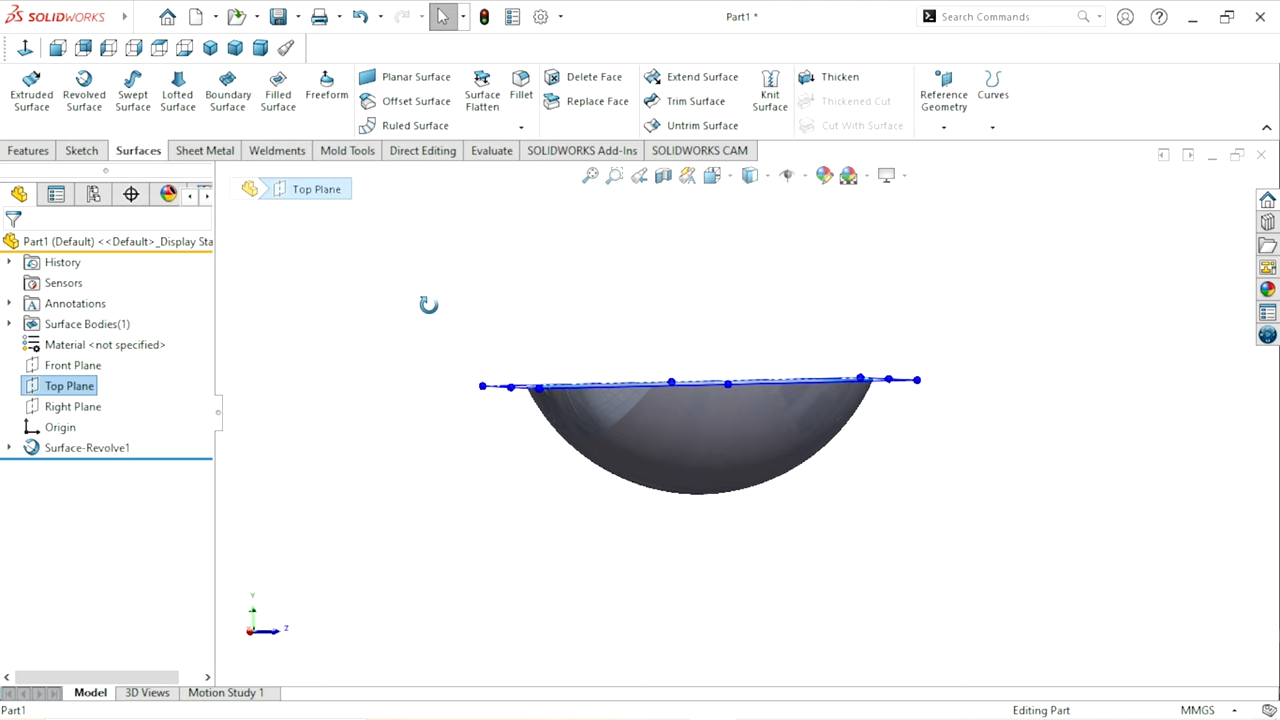 SOLIDWORKS
Part1 *
Search Commands
Extruded Surface
Revolved Surface
Swept Surface
Lofted Surface
Boundary Surface
Filled Surface
Freeform
Planar Surface
Offset Surface
Ruled Surface
Surface Flatten
Fillet
Delete Face
Replace Face
Extend Surface
Trim Surface
Untrim Surface
Knit Surface
Thicken
Thickened Cut
Cut With Surface
Reference Geometry
Curves
Features
Sketch
Surfaces
Sheet Metal
Weldments
Mold Tools
Direct Editing
Evaluate
SOLIDWORKS Add-Ins
SOLIDWORKS CAM
Top Plane
Part1 (Default) <<Default>_Display Sta
History
Sensors
Annotations
Surface Bodies(1)
Material <not specified>
Front Plane
Top Plane
Right Plane
Origin
Surface-Revolve1
Y
Z
Model
3D Views
Motion Study 1
Part1
Editing Part
MMGS